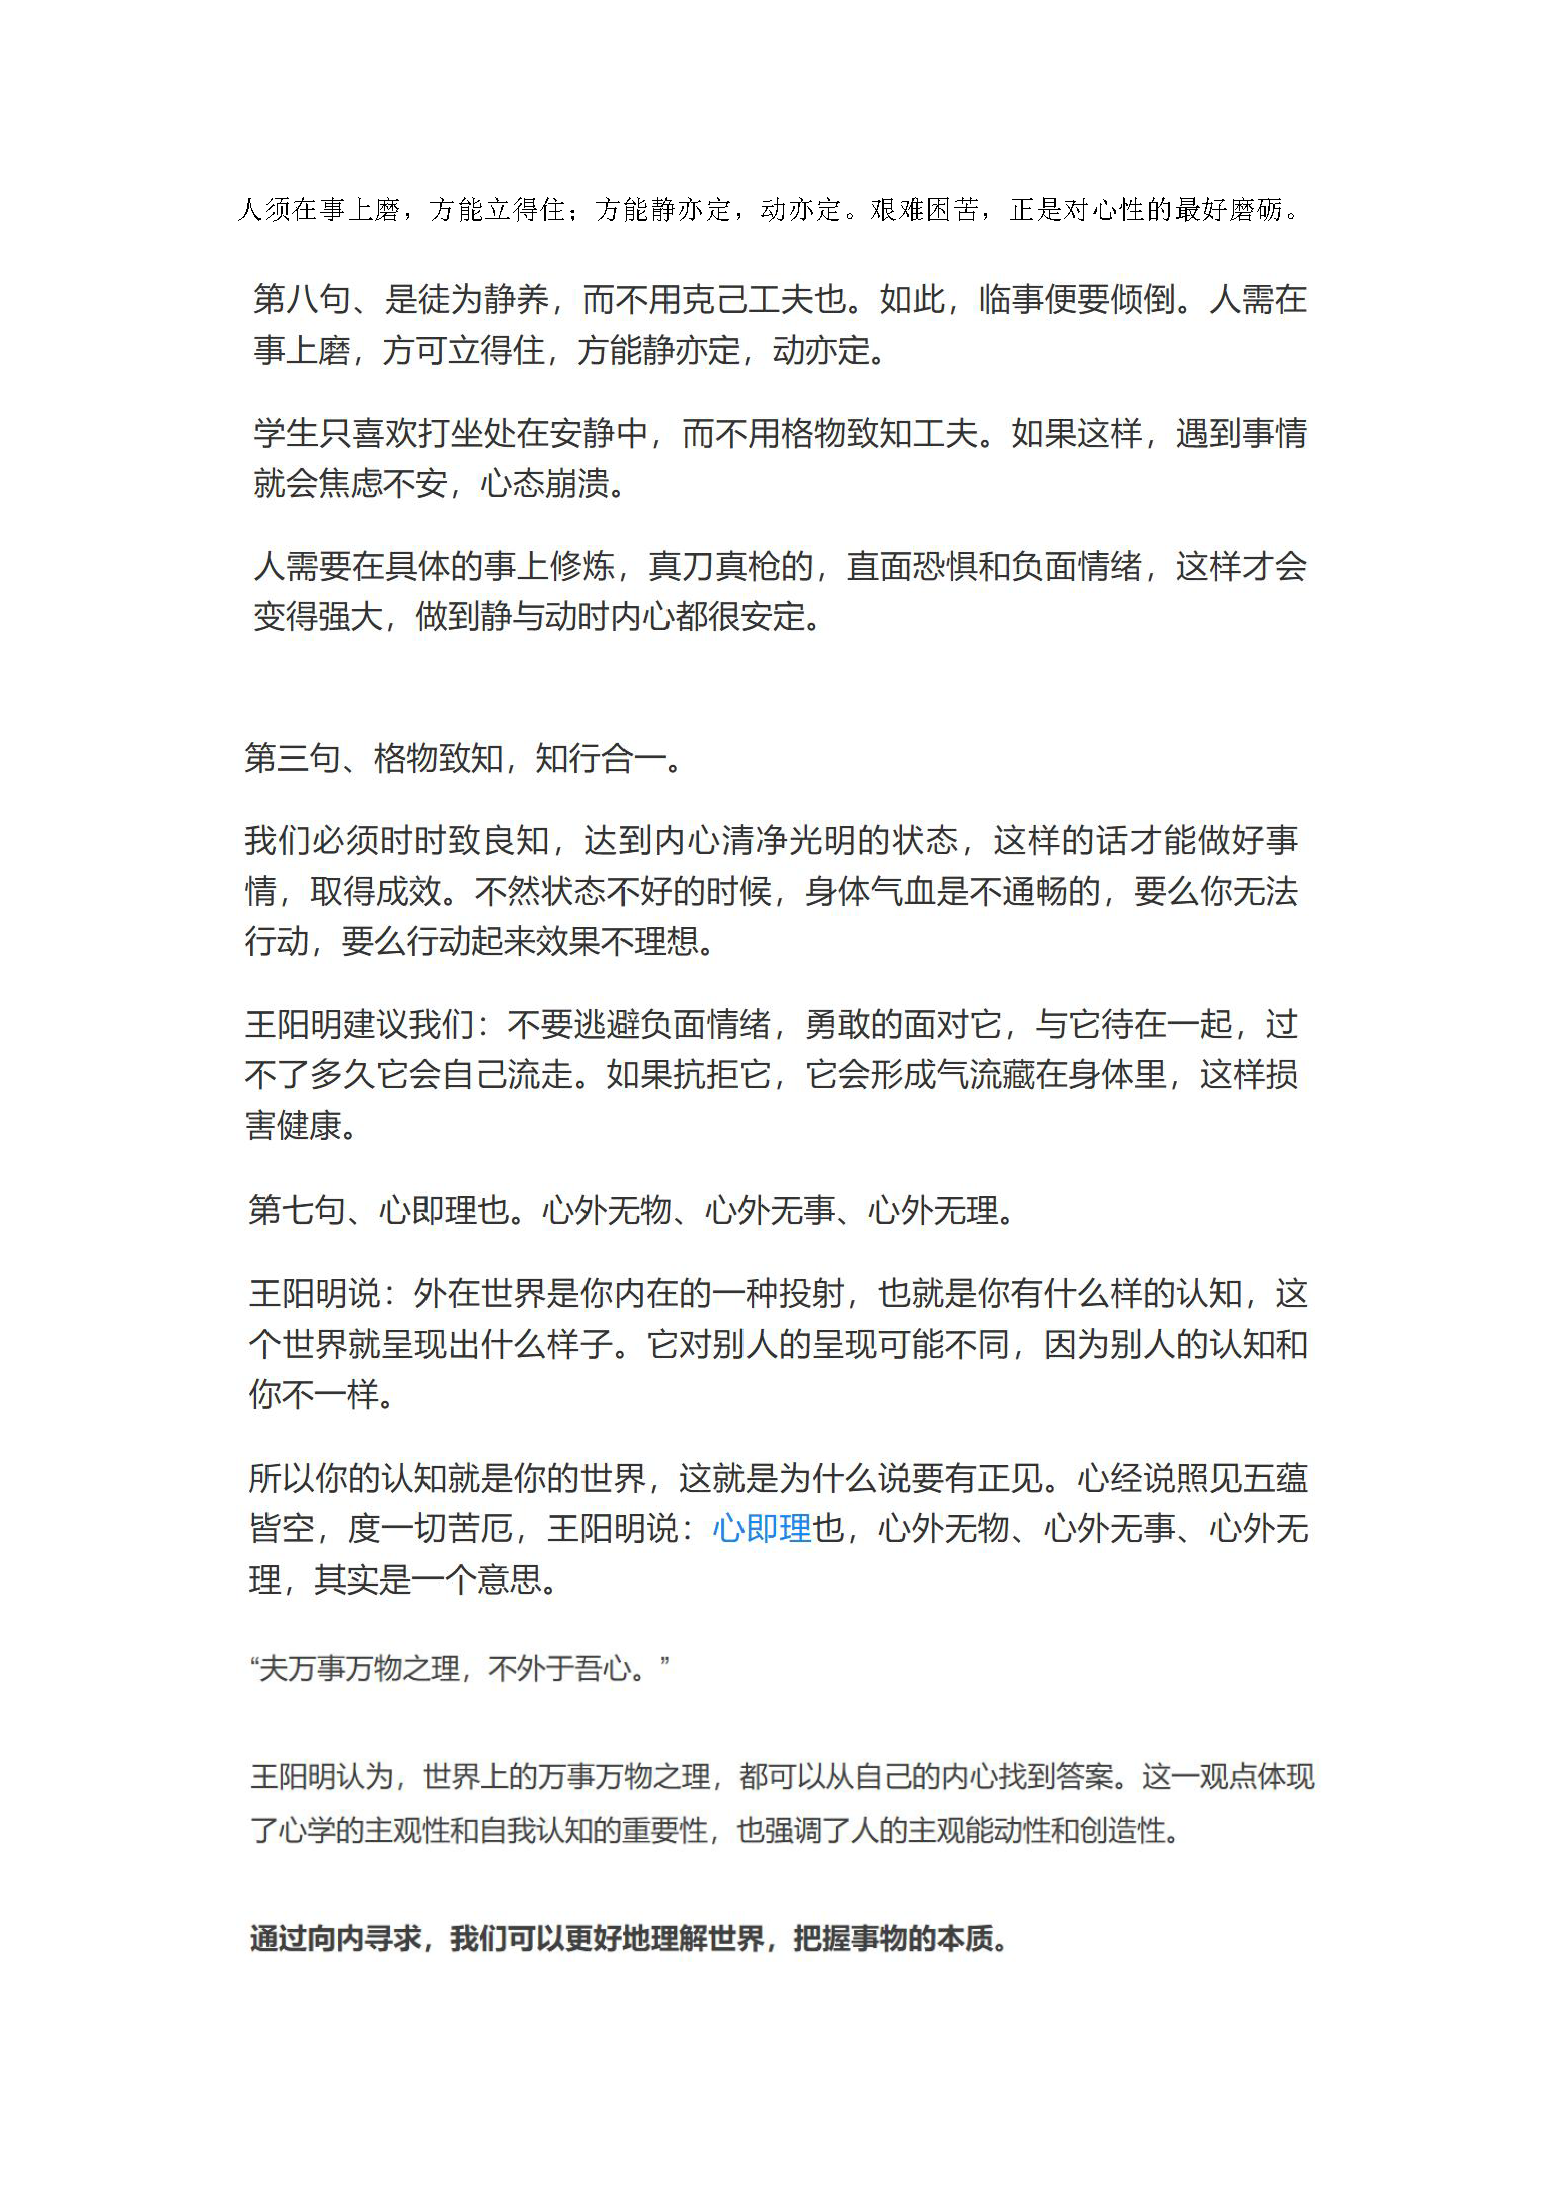 人须在事上磨，方能立得住；方能静亦定，动亦定。艰难困苦，正是对心性的最好磨砺。
第八句、是徒为静养，而不用克己工夫也。如此，临事便要倾倒。人需在
事上磨，方可立得住，方能静亦定，动亦定。
学生只喜欢打坐处在安静中，而不用格物致知工夫。如果这样，遇到事情
就会焦虑不安，心态崩溃。
人需要在具体的事上修炼，真刀真枪的，直面恐惧和负面情绪，这样才会
变得强大，做到静与动时内心都很安定。
第三句、格物致知，知行合一。
我们必须时时致良知，达到内心清净光明的状态，这样的话才能做好事
情，取得成效。不然状态不好的时候，身体气血是不通畅的，要么你无法
行动，要么行动起来效果不理想。
王阳明建议我们：不要逃避负面情绪，勇敢的面对它，与它待在一起，过
不了多久它会自己流走。如果抗拒它，它会形成气流藏在身体里，这样损
害健康。
第七句、心即理也。心外无物、心外无事、心外无理。
王阳明说：外在世界是你内在的一种投射，也就是你有什么样的认知，这
个世界就呈现出什么样子。它对别人的呈现可能不同，因为别人的认知和
你不一样。
所以你的认知就是你的世界，这就是为什么说要有正见。心经说照见五蕴
皆空，度一切苦厄，王阳明说：心即理也，心外无物、心外无事、心外无
理，其实是一个意思。
“夫万事万物之理，不外于吾心。”
王阳明认为，世界上的万事万物之理，都可以从自己的内心找到答案。这一观点体现
了心学的主观性和自我认知的重要性，也强调了人的主观能动性和创造性。
通过向内寻求，我们可以更好地理解世界，把握事物的本质。